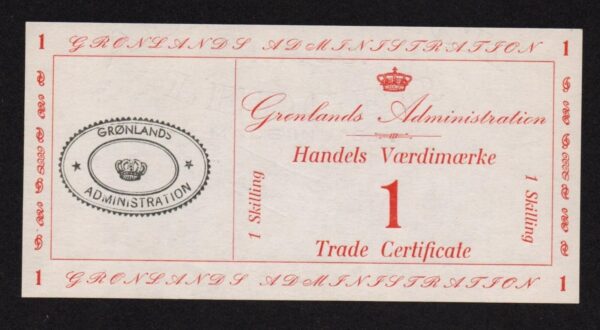 1 GRØNLANDS ADMINISTRATION 1
GRØNLANDS
ADMINISTRATION
Grønlands Administration
Handels Værdimærke
1
1 Skilling
1 Skilling
Trade Certificate
1 GRØNLANDS ADMINISTRATION 1